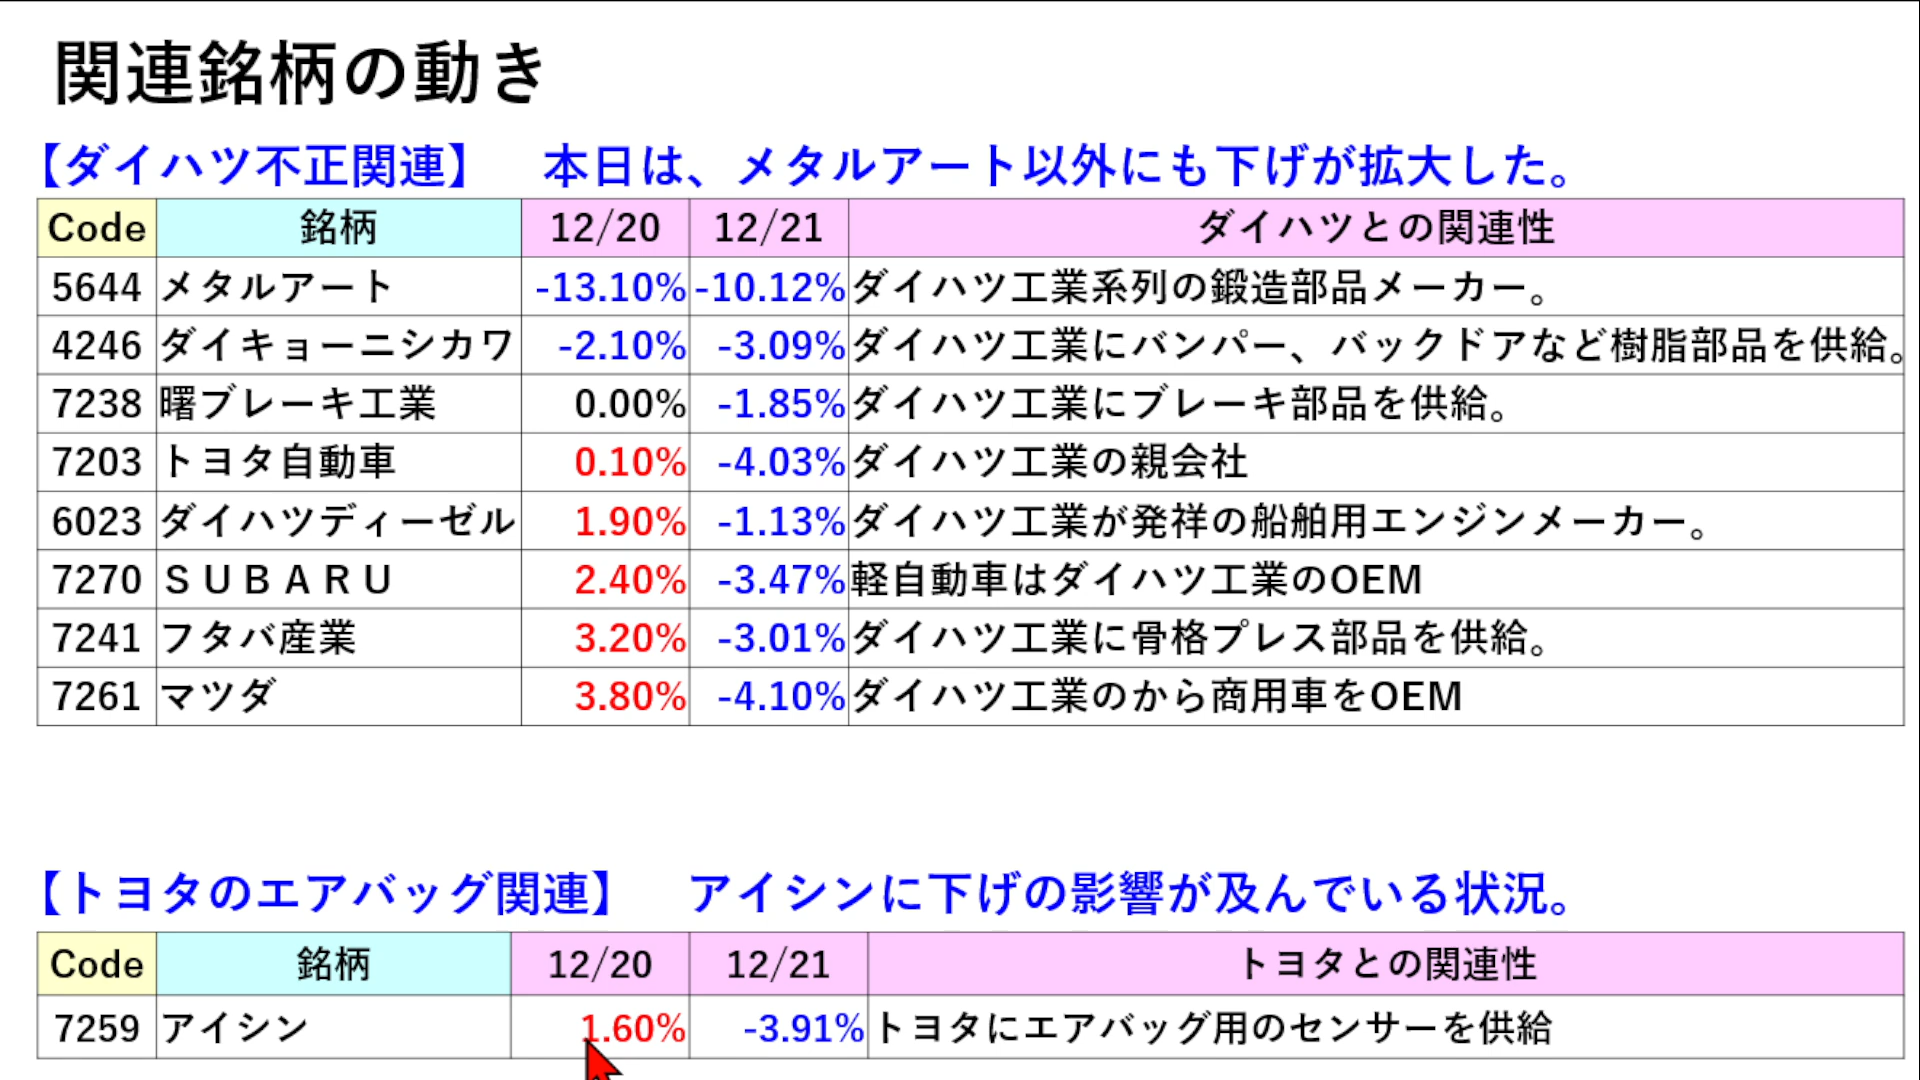 関連銘柄の動き
【ダイハツ不正関連】 本日は、メタルアート以外にも下げが拡大した。
Code 銘柄 12/20 12/21 ダイハツとの関連性
5644 メタルアート -13.10% -10.12% ダイハツ工業系列の鍛造部品メーカー。
4246 ダイキョーニシカワ -2.10% -3.09% ダイハツ工業にバンパー、バックドアなど樹脂部品を供給。
7238 曙ブレーキ工業 0.00% -1.85% ダイハツ工業にブレーキ部品を供給。
7203 トヨタ自動車 0.10% -4.03% ダイハツ工業の親会社
6023 ダイハツディーゼル 1.90% -1.13% ダイハツ工業が発祥の船舶用エンジンメーカー。
7270 ＳＵＢＡＲＵ 2.40% -3.47% 軽自動車はダイハツ工業のOEM
7241 フタバ産業 3.20% -3.01% ダイハツ工業に骨格プレス部品を供給。
7261 マツダ 3.80% -4.10% ダイハツ工業のから商用車をOEM
【トヨタのエアバッグ関連】 アイシンに下げの影響が及んでいる状況。
Code 銘柄 12/20 12/21 トヨタとの関連性
7259 アイシン 1.60% -3.91% トヨタにエアバッグ用のセンサーを供給